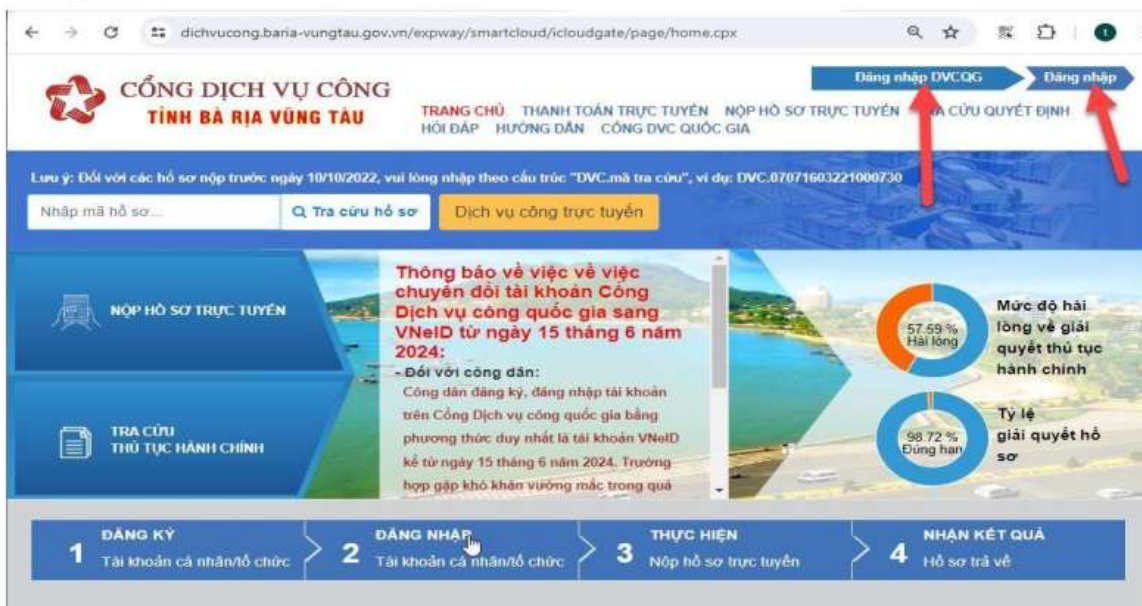 dichvucong.baria-vungtau.gov.vn/expway/smartcloud/icloudgate/page/home.cpx
CỔNG DỊCH VỤ CÔNG
TỈNH BÀ RỊA VŨNG TÀU
Đăng nhập DVCQG
Đăng nhập
TRANG CHỦ THANH TOÁN TRỰC TUYẾN NỘP HỒ SƠ TRỰC TUYẾN CỨU QUYẾT ĐỊNH
HỎI ĐÁP HƯỚNG DẪN CỔNG DVC QUỐC GIA
Lưu ý: Đối với các hồ sơ nộp trước ngày 10/10/2022, vui lòng nhập theo cấu trúc "DVC.mã tra cứu", ví dụ: DVC.07071603221000730
Nhập mã hồ sơ...
Tra cứu hồ sơ
Dịch vụ công trực tuyến
NỘP HỒ SƠ TRỰC TUYẾN
TRA CỨU
THỦ TỤC HÀNH CHÍNH
Thông báo về việc về việc
chuyển đổi tài khoản Cổng
Dịch vụ công quốc gia sang
VNeID từ ngày 15 tháng 6 năm
2024:
- Đối với công dân:
Công dân đăng ký, đăng nhập tài khoản
trên Cổng Dịch vụ công quốc gia bằng
phương thức duy nhất là tài khoản VNeID
kể từ ngày 15 tháng 6 năm 2024. Trường
hợp gặp khó khăn vướng mắc trong quá
57.59 %
Hài lòng
Mức độ hài
lòng về giải
quyết thủ tục
hành chính
98.72 %
Đúng hạn
Tỷ lệ
giải quyết hồ
sơ
1 ĐĂNG KÝ
Tài khoản cá nhân/tổ chức
2 ĐĂNG NHẬP
Tài khoản cá nhân/tổ chức
3 THỰC HIỆN
Nộp hồ sơ trực tuyến
4 NHẬN KẾT QUẢ
Hồ sơ trả về